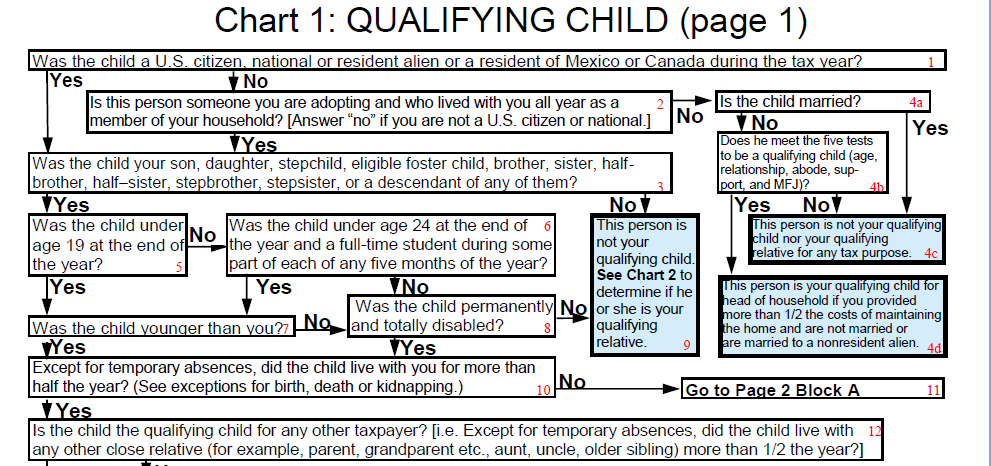 Chart 1: QUALIFYING CHILD (page 1)
Was the child a U.S. citizen, national or resident alien or a resident of Mexico or Canada during the tax year? 1
Yes
No
Is this person someone you are adopting and who lived with you all year as a 2
member of your household? [Answer “no” if you are not a U.S. citizen or national.]
No
Is the child married? 4a
No
Yes
Yes
Does he meet the five tests
to be a qualifying child (age,
relationship, abode, sup-
port, and MFJ)? 4b
Was the child your son, daughter, stepchild, eligible foster child, brother, sister, half-
brother, half–sister, stepbrother, stepsister, or a descendant of any of them? 3
Yes
No
Yes
No
Was the child under
age 19 at the end of
the year? 5
No
Was the child under age 24 at the end of 6
the year and a full-time student during some
part of each of any five months of the year?
This person is
not your
qualifying child.
See Chart 2 to
determine if he
or she is your
qualifying
relative. 9
This person is not your qualifying
child nor your qualifying
relative for any tax purpose. 4c
Yes
Yes
No
This person is your qualifying child for
head of household if you provided
more than 1/2 the costs of maintaining
the home and are not married or
are married to a nonresident alien. 4d
Was the child permanently
and totally disabled? 8
No
Was the child younger than you? 7
No
Yes
Yes
Except for temporary absences, did the child live with you for more than
half the year? (See exceptions for birth, death or kidnapping.) 10
No
Go to Page 2 Block A 11
Yes
Is the child the qualifying child for any other taxpayer? [i.e. Except for temporary absences, did the child live with 12
any other close relative (for example, parent, grandparent etc., aunt, uncle, older sibling) more than 1/2 the year?]